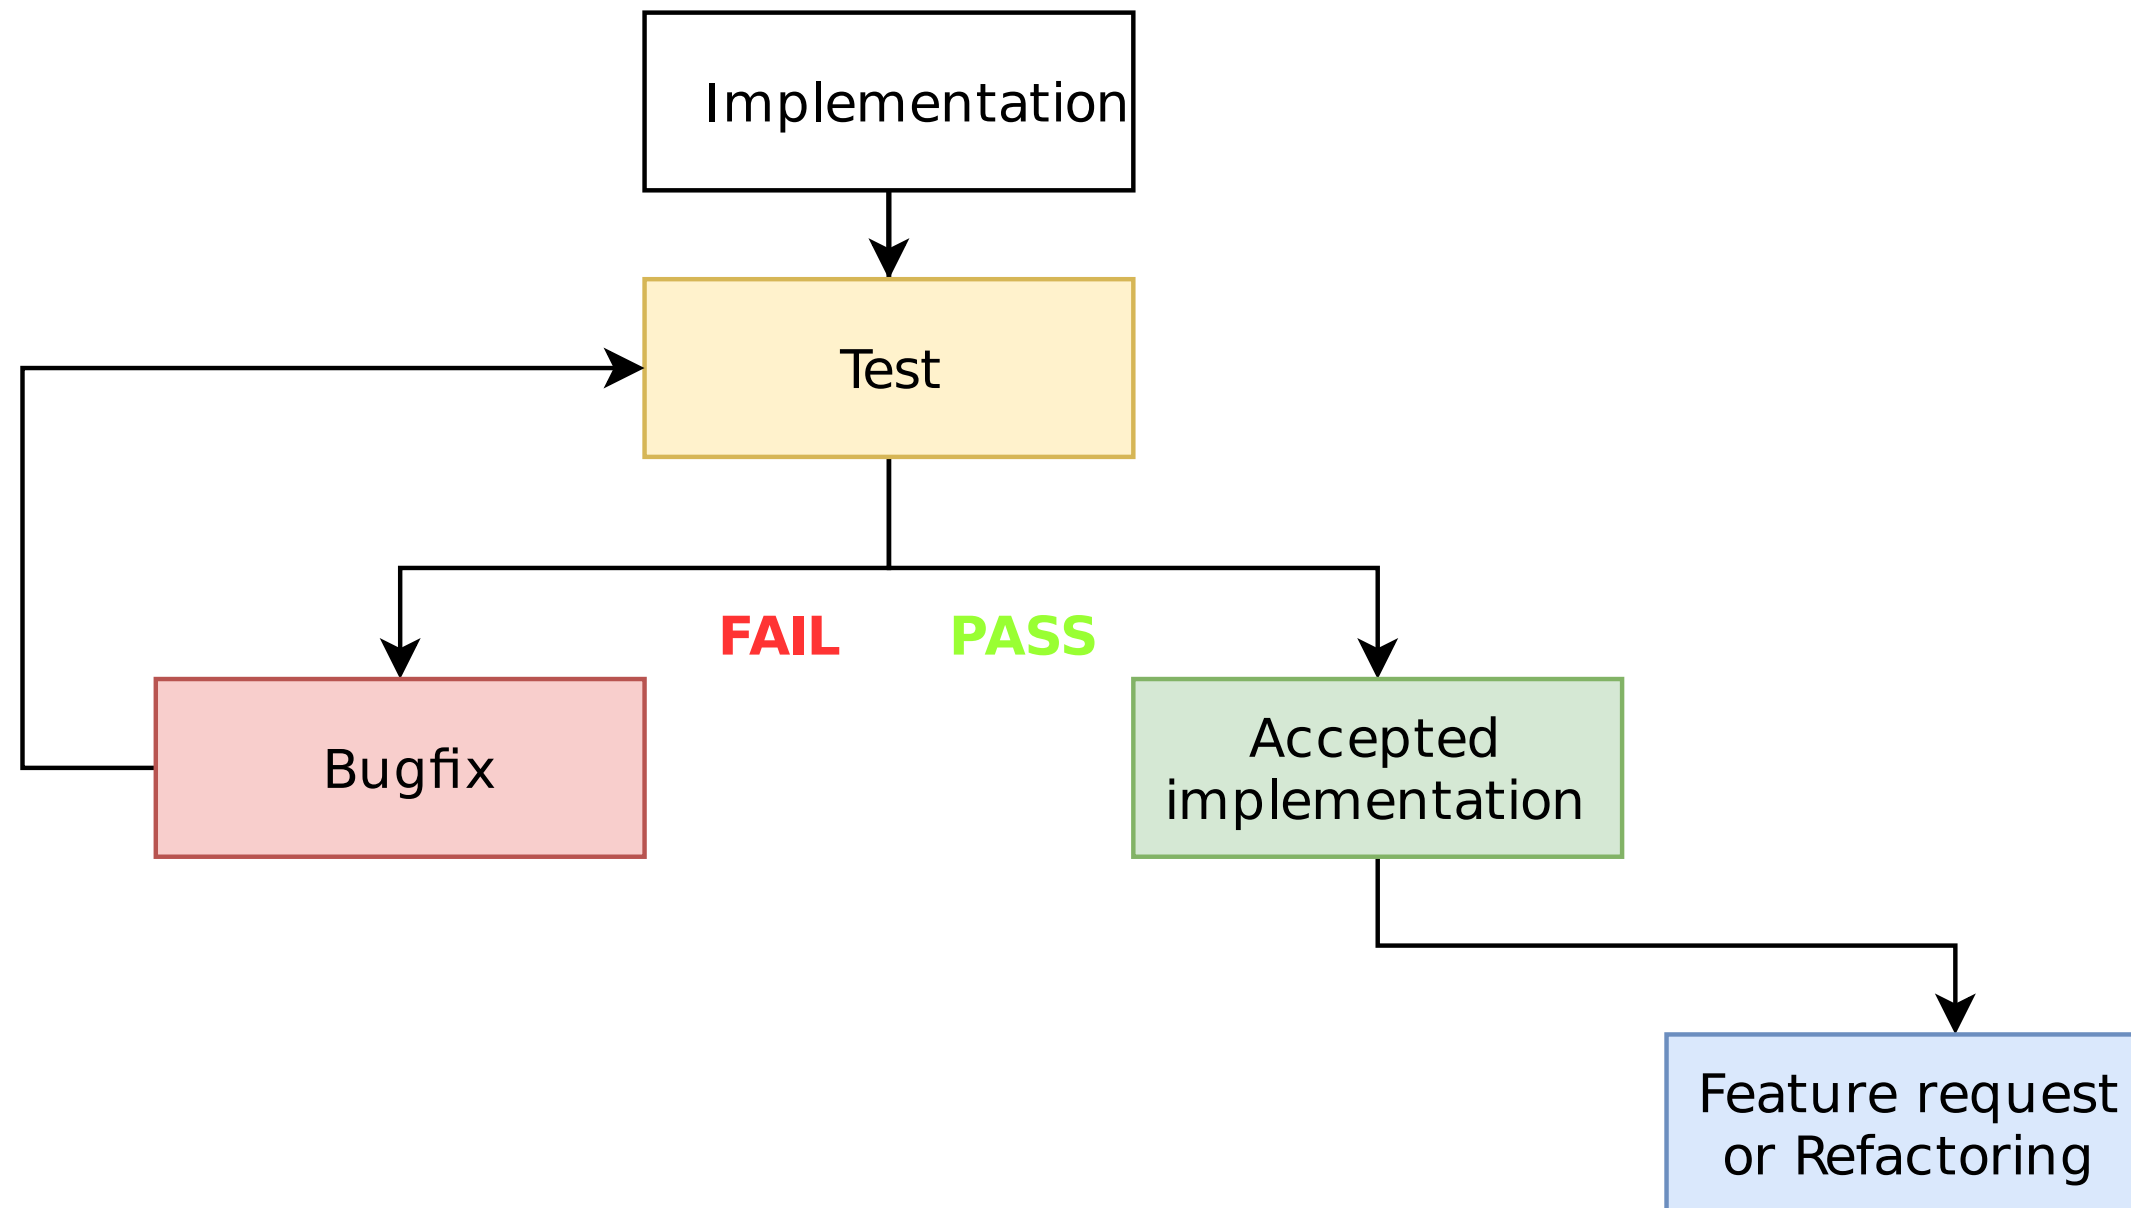 Implementation
Test
FAIL
PASS
Bugfix
Accepted
implementation
Feature request
or Refactoring